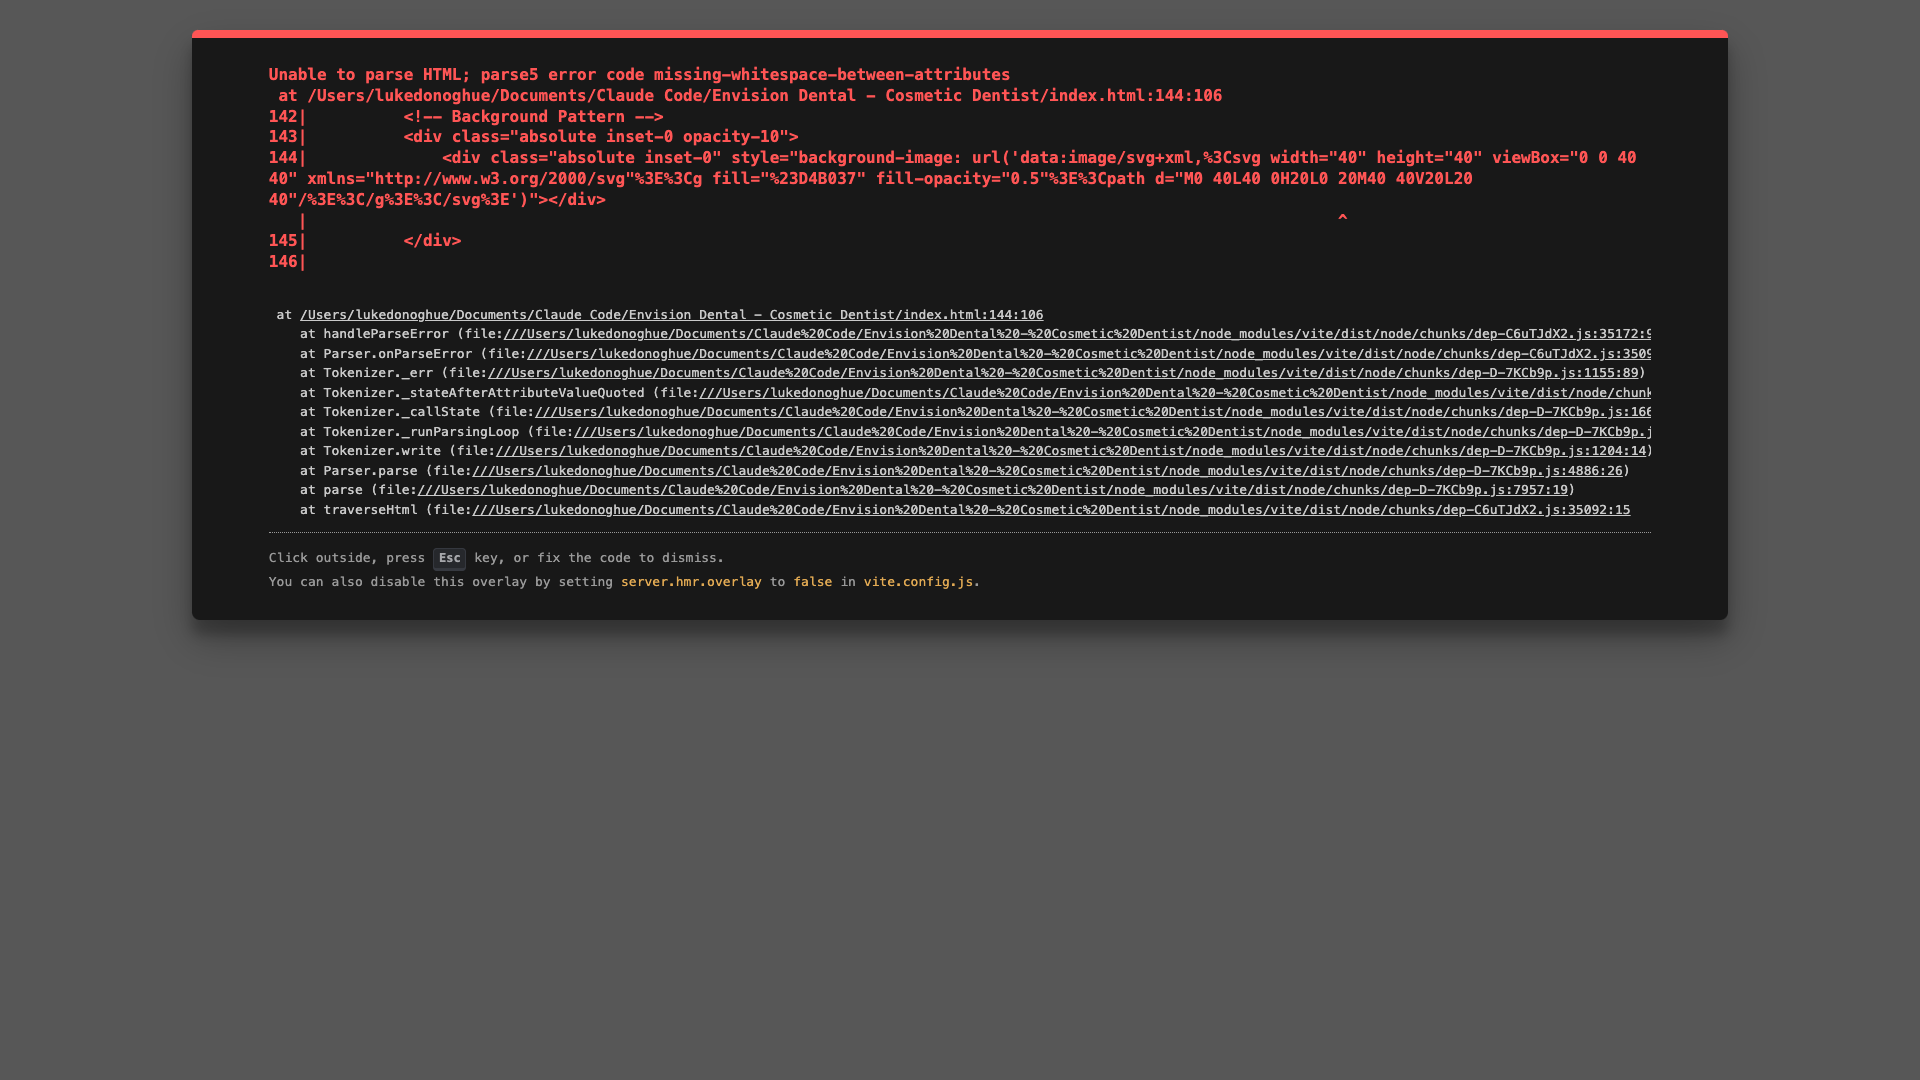 Unable to parse HTML; parse5 error code missing-whitespace-between-attributes
at /Users/lukedonoghue/Documents/Claude Code/Envision Dental - Cosmetic Dentist/index.html:144:106
142|          <!-- Background Pattern -->
143|          <div class="absolute inset-0 opacity-10">
144|              <div class="absolute inset-0" style="background-image: url('data:image/svg+xml,%3Csvg width="40" height="40" viewBox="0 0 40
40" xmlns="http://www.w3.org/2000/svg"%3E%3Cg fill="%23D4B037" fill-opacity="0.5"%3E%3Cpath d="M0 40L40 0H20L0 20M40 40V20L20
40"/%3E%3C/g%3E%3C/svg%3E')"></div>
|                                                                                                           ^
145|          </div>
146|
at /Users/lukedonoghue/Documents/Claude Code/Envision Dental - Cosmetic Dentist/index.html:144:106
at handleParseError (file:///Users/lukedonoghue/Documents/Claude%20Code/Envision%20Dental%20-%20Cosmetic%20Dentist/node_modules/vite/dist/node/chunks/dep-C6uTJdX2.js:35172:9
at Parser.onParseError (file:///Users/lukedonoghue/Documents/Claude%20Code/Envision%20Dental%20-%20Cosmetic%20Dentist/node_modules/vite/dist/node/chunks/dep-C6uTJdX2.js:3509
at Tokenizer._err (file:///Users/lukedonoghue/Documents/Claude%20Code/Envision%20Dental%20-%20Cosmetic%20Dentist/node_modules/vite/dist/node/chunks/dep-D-7KCb9p.js:1155:89)
at Tokenizer._stateAfterAttributeValueQuoted (file:///Users/lukedonoghue/Documents/Claude%20Code/Envision%20Dental%20-%20Cosmetic%20Dentist/node_modules/vite/dist/node/chunk
at Tokenizer._callState (file:///Users/lukedonoghue/Documents/Claude%20Code/Envision%20Dental%20-%20Cosmetic%20Dentist/node_modules/vite/dist/node/chunks/dep-D-7KCb9p.js:166
at Tokenizer._runParsingLoop (file:///Users/lukedonoghue/Documents/Claude%20Code/Envision%20Dental%20-%20Cosmetic%20Dentist/node_modules/vite/dist/node/chunks/dep-D-7KCb9p.j
at Tokenizer.write (file:///Users/lukedonoghue/Documents/Claude%20Code/Envision%20Dental%20-%20Cosmetic%20Dentist/node_modules/vite/dist/node/chunks/dep-D-7KCb9p.js:1204:14)
at Parser.parse (file:///Users/lukedonoghue/Documents/Claude%20Code/Envision%20Dental%20-%20Cosmetic%20Dentist/node_modules/vite/dist/node/chunks/dep-D-7KCb9p.js:4886:26)
at parse (file:///Users/lukedonoghue/Documents/Claude%20Code/Envision%20Dental%20-%20Cosmetic%20Dentist/node_modules/vite/dist/node/chunks/dep-D-7KCb9p.js:7957:19)
at traverseHtml (file:///Users/lukedonoghue/Documents/Claude%20Code/Envision%20Dental%20-%20Cosmetic%20Dentist/node_modules/vite/dist/node/chunks/dep-C6uTJdX2.js:35092:15
Click outside, press Esc key, or fix the code to dismiss.
You can also disable this overlay by setting server.hmr.overlay to false in vite.config.js.